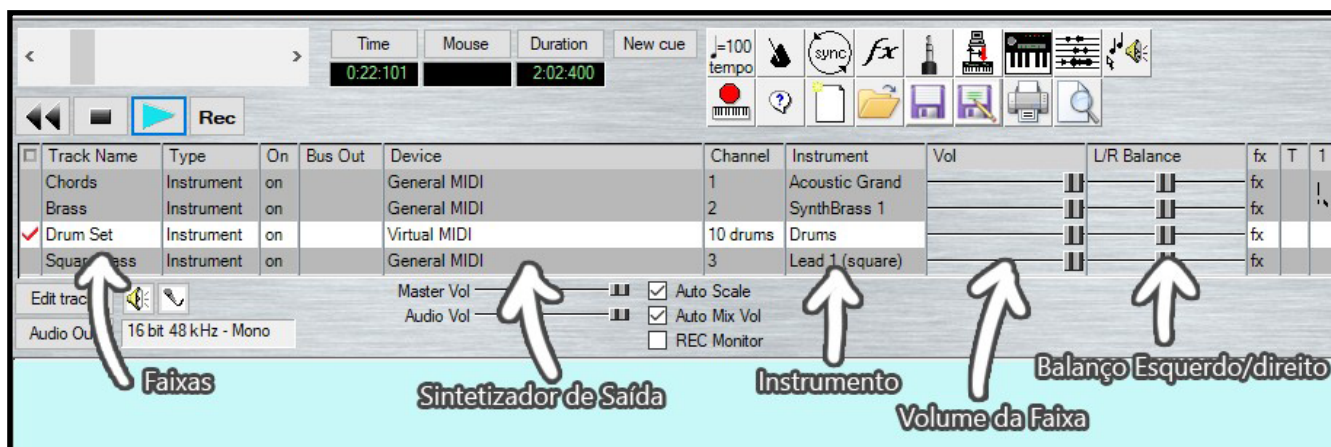 Time Mouse Duration New cue
0:22:101 2:02:400
♩=100 tempo
sync fx
Rec
Track Name Type On Bus Out Device Channel Instrument Vol L/R Balance fx T 1
Chords Instrument on General MIDI 1 Acoustic Grand fx
Brass Instrument on General MIDI 2 SynthBrass 1 fx
Drum Set Instrument on Virtual MIDI 10 drums Drums fx
Instrument on General MIDI 3 Lead 1 (square) fx
Edit Master Vol Auto Scale
Audio Vol Auto Mix Vol
Audio 16 bit 48 kHz - Mono
REC Monitor
Faixas
Sintetizador de Saída
Instrumento
Volume da Faixa
Balanço Esquerdo/direito